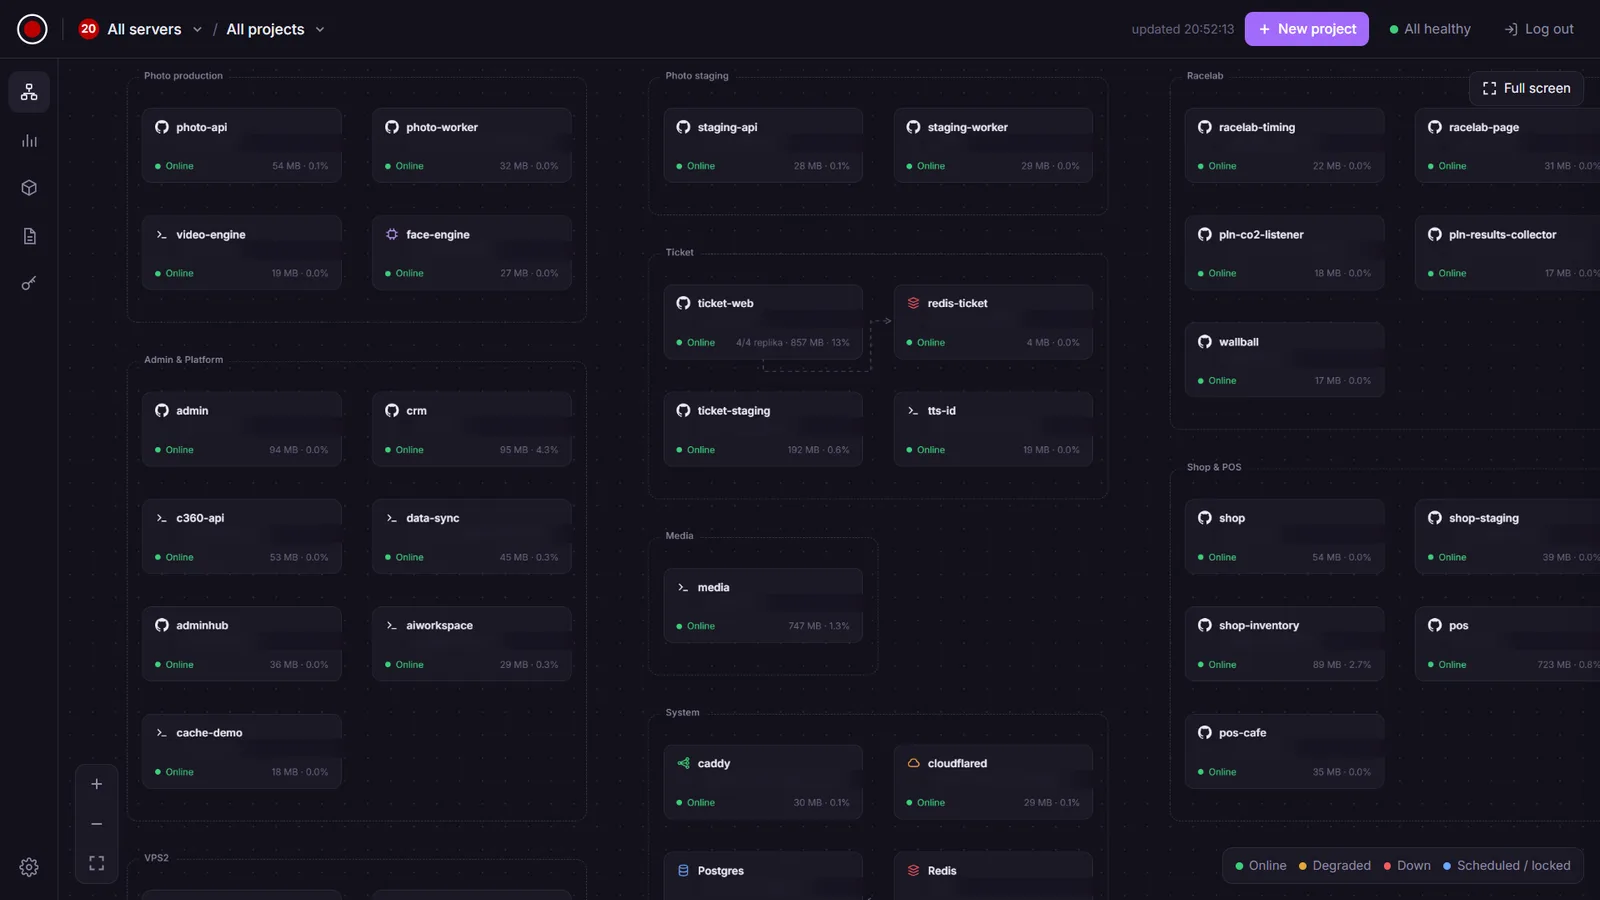 20 All servers / All projects
updated 20:52:13
+ New project
All healthy
Log out
Full screen
Photo production
photo-api
Online 54 MB · 0.1%
photo-worker
Online 32 MB · 0.0%
video-engine
Online 19 MB · 0.0%
face-engine
Online 27 MB · 0.0%
Admin & Platform
admin
Online 94 MB · 0.0%
crm
Online 95 MB · 4.3%
c360-api
Online 53 MB · 0.0%
data-sync
Online 45 MB · 0.3%
adminhub
Online 36 MB · 0.0%
aiworkspace
Online 29 MB · 0.3%
cache-demo
Online 18 MB · 0.0%
VPS2
Photo staging
staging-api
Online 28 MB · 0.1%
staging-worker
Online 29 MB · 0.0%
Ticket
ticket-web
Online 4/4 replika · 857 MB · 13%
redis-ticket
Online 4 MB · 0.0%
ticket-staging
Online 192 MB · 0.6%
tts-id
Online 19 MB · 0.0%
Media
media
Online 747 MB · 1.3%
System
caddy
Online 30 MB · 0.1%
cloudflared
Online 29 MB · 0.1%
Postgres
Redis
Racelab
racelab-timing
Online 22 MB · 0.0%
racelab-page
Online 31 MB · 0.0%
pln-co2-listener
Online 18 MB · 0.0%
pln-results-collector
Online 17 MB · 0.0%
wallball
Online 17 MB · 0.0%
Shop & POS
shop
Online 54 MB · 0.0%
shop-staging
Online 39 MB · 0.0%
shop-inventory
Online 89 MB · 2.7%
pos
Online 723 MB · 0.8%
pos-cafe
Online 35 MB · 0.0%
Online Degraded Down Scheduled / locked